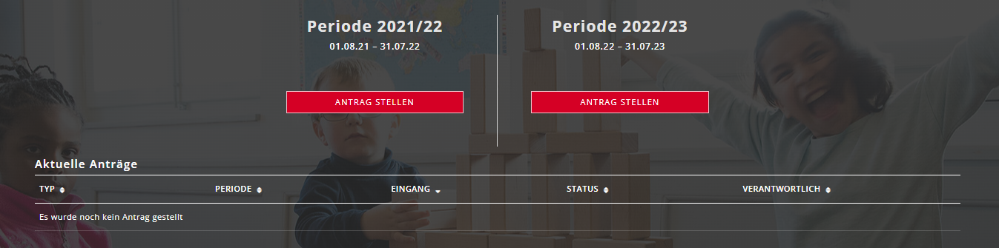 Periode 2021/22
01.08.21 – 31.07.22
ANTRAG STELLEN
Periode 2022/23
01.08.22 – 31.07.23
ANTRAG STELLEN
Aktuelle Anträge
TYP PERIODE EINGANG STATUS VERANTWORTLICH
Es wurde noch kein Antrag gestellt